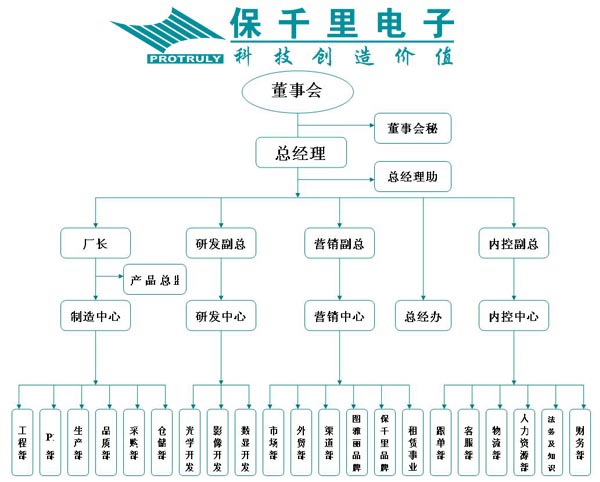 保千里电子
PROTRULY
科技创造价值
董事会
董事会秘
总经理
总经理助
厂长
研发副总
营销副总
内控副总
产品总监
制造中心
研发中心
营销中心
总经办
内控中心
工程部
PE部
生产部
品质部
采购部
仓储部
光学开发
影像开发
数显开发
市场部
外贸部
渠道部
图雅丽品牌
保千里品牌
租赁事业
跟单部
客服部
物流部
人力资源部
法务及知识
财务部